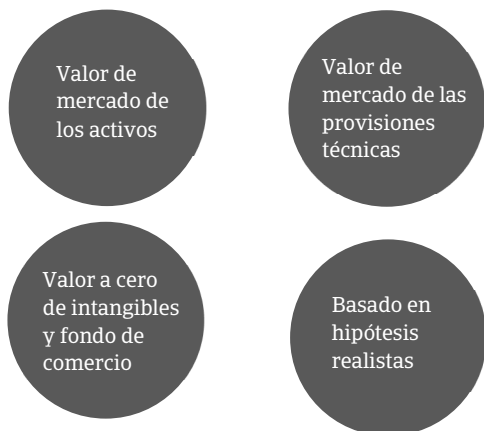 Valor de
mercado de
los activos
Valor de
mercado de las
provisiones
técnicas
Valor a cero
de intangibles
y fondo de
comercio
Basado en
hipótesis
realistas